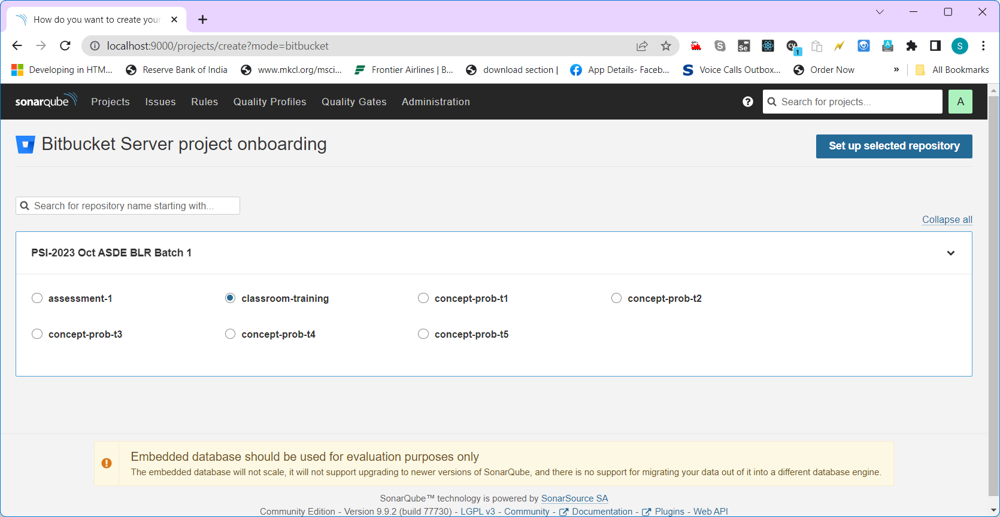 How do you want to create your
localhost:9000/projects/create?mode=bitbucket
Se
cy
1
A
S
Developing in HTM...
Reserve Bank of India
www.mkcl.org/msci...
Frontier Airlines | B...
download section |
App Details- Faceb...
S
Voice Calls Outbox...
Order Now
»
All Bookmarks
sonarqube
Projects
Issues
Rules
Quality Profiles
Quality Gates
Administration
?
Search for projects...
A
Bitbucket Server project onboarding
Set up selected repository
Search for repository name starting with...
Collapse all
PSI-2023 Oct ASDE BLR Batch 1
assessment-1
classroom-training
concept-prob-t1
concept-prob-t2
concept-prob-t3
concept-prob-t4
concept-prob-t5
Embedded database should be used for evaluation purposes only
The embedded database will not scale, it will not support upgrading to newer versions of SonarQube, and there is no support for migrating your data out of it into a different database engine.
SonarQube™ technology is powered by SonarSource SA
Community Edition - Version 9.9.2 (build 77730) - LGPL v3 - Community - Documentation - Plugins - Web API